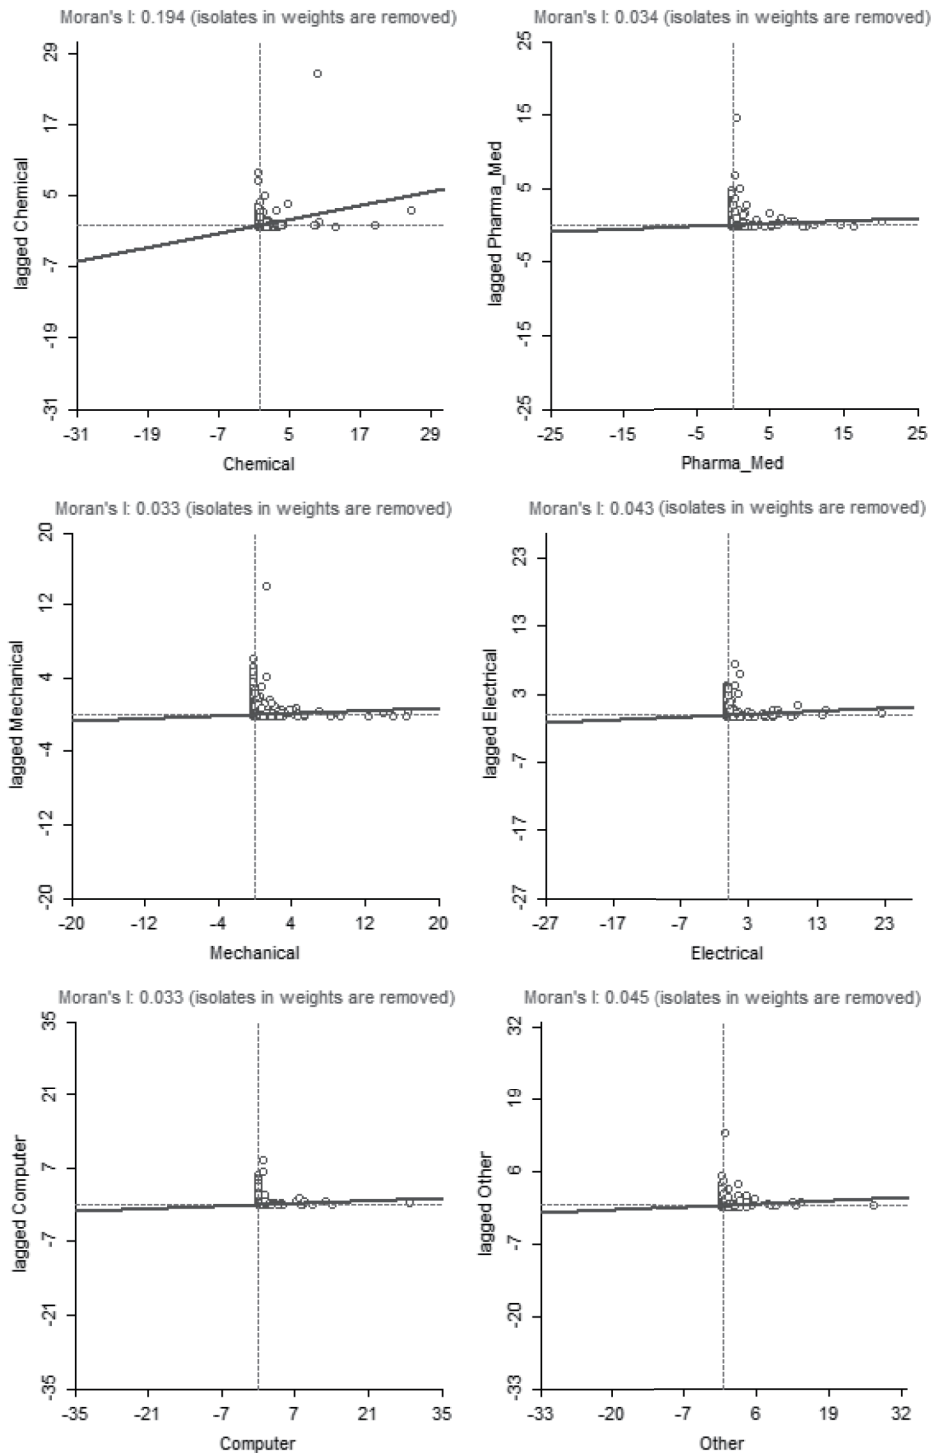 Moran's I: 0.194 (isolates in weights are removed)
lagged Chemical
29
17
5
-7
-19
-31
-31 -19 -7 5 17 29
Chemical
Moran's I: 0.034 (isolates in weights are removed)
lagged Pharma_Med
25
15
5
-5
-15
-25
-25 -15 -5 5 15 25
Pharma_Med
Moran's I: 0.033 (isolates in weights are removed)
lagged Mechanical
20
12
4
-4
-12
-20
-20 -12 -4 4 12 20
Mechanical
Moran's I: 0.043 (isolates in weights are removed)
lagged Electrical
23
13
3
-7
-17
-27
-27 -17 -7 3 13 23
Electrical
Moran's I: 0.033 (isolates in weights are removed)
lagged Computer
35
21
7
-7
-21
-35
-35 -21 -7 7 21 35
Computer
Moran's I: 0.045 (isolates in weights are removed)
lagged Other
32
19
6
-7
-20
-33
-33 -20 -7 6 19 32
Other